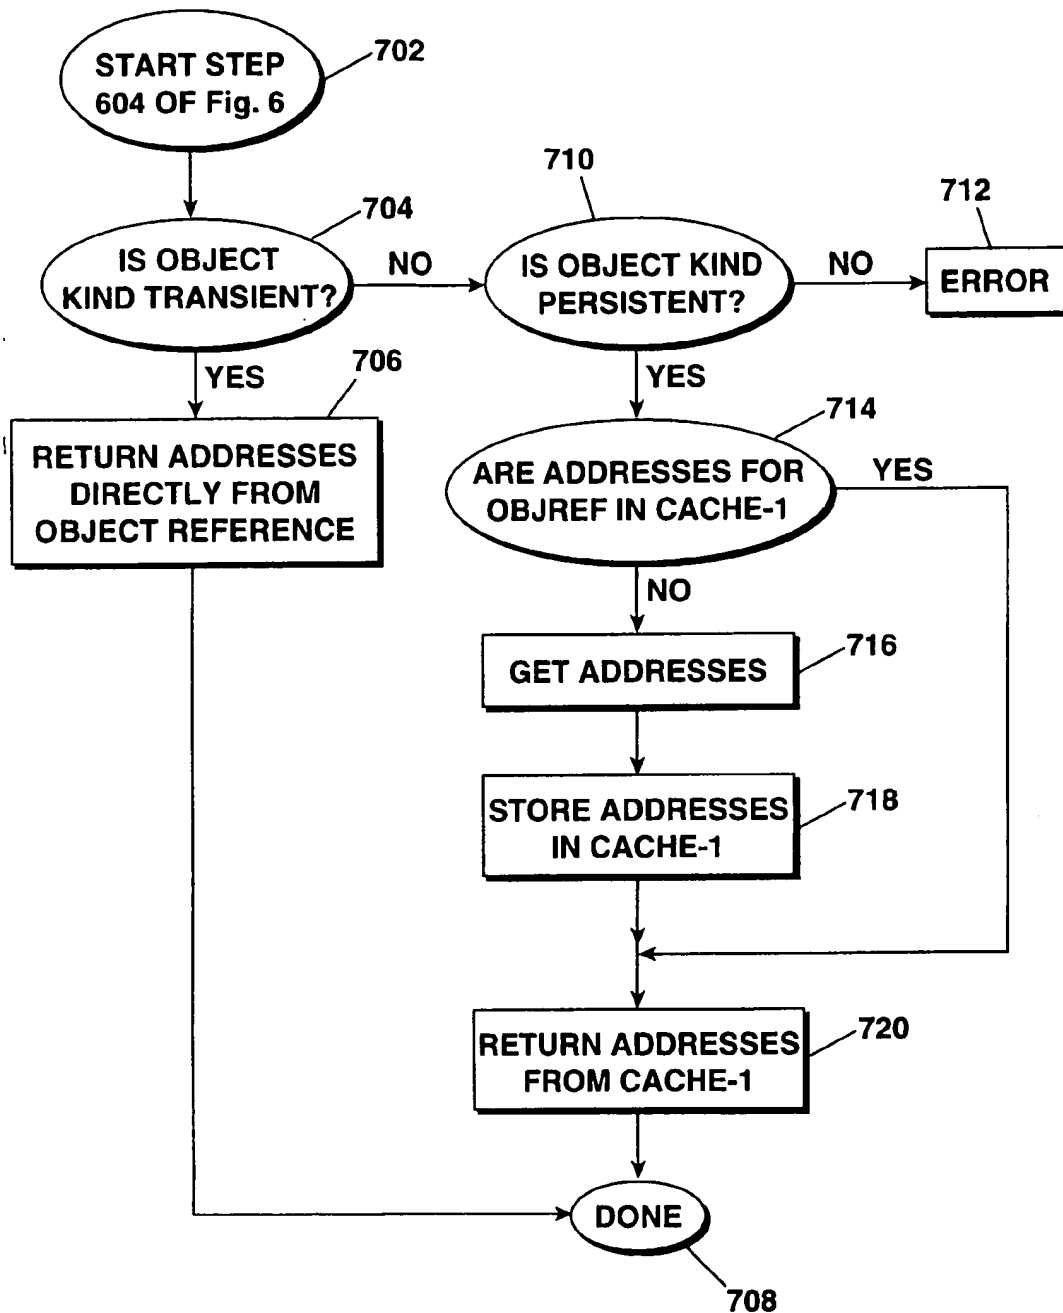 START STEP
604 OF Fig. 6
702
IS OBJECT
KIND TRANSIENT?
704
NO
IS OBJECT KIND
PERSISTENT?
710
NO
ERROR
712
YES
RETURN ADDRESSES
DIRECTLY FROM
OBJECT REFERENCE
706
YES
ARE ADDRESSES FOR
OBJREF IN CACHE-1
714
YES
NO
GET ADDRESSES
716
STORE ADDRESSES
IN CACHE-1
718
RETURN ADDRESSES
FROM CACHE-1
720
DONE
708